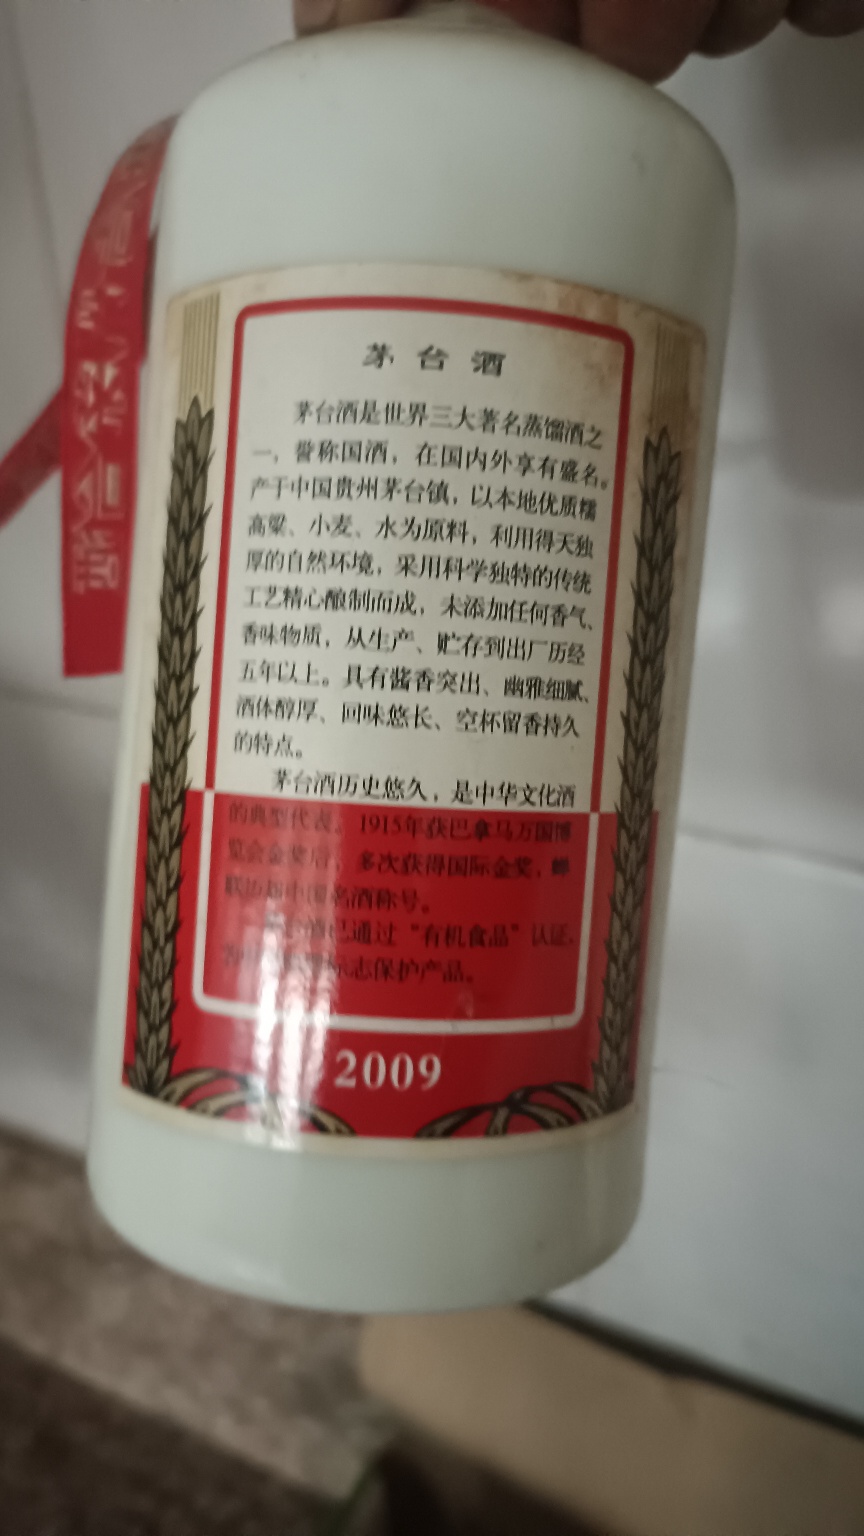 茅台酒
茅台酒是世界三大著名蒸馏酒之
一，誉称国酒，在国内外享有盛名。
产于中国贵州茅台镇，以本地优质糯
高粱、小麦、水为原料，利用得天独
厚的自然环境，采用科学独特的传统
工艺精心酿制而成，未添加任何香气、
香味物质，从生产、贮存到出厂历经
五年以上。具有酱香突出、幽雅细腻、
酒体醇厚、回味悠长、空杯留香持久
的特点。
茅台酒历史悠久，是中华文化酒
的典型代表。1915年获巴拿马万国博
览会金奖后，多次获得国际金奖，蝉
联历届中国名酒称号。
台酒已通过“有机食品”认证，
标志保护产品。
2009